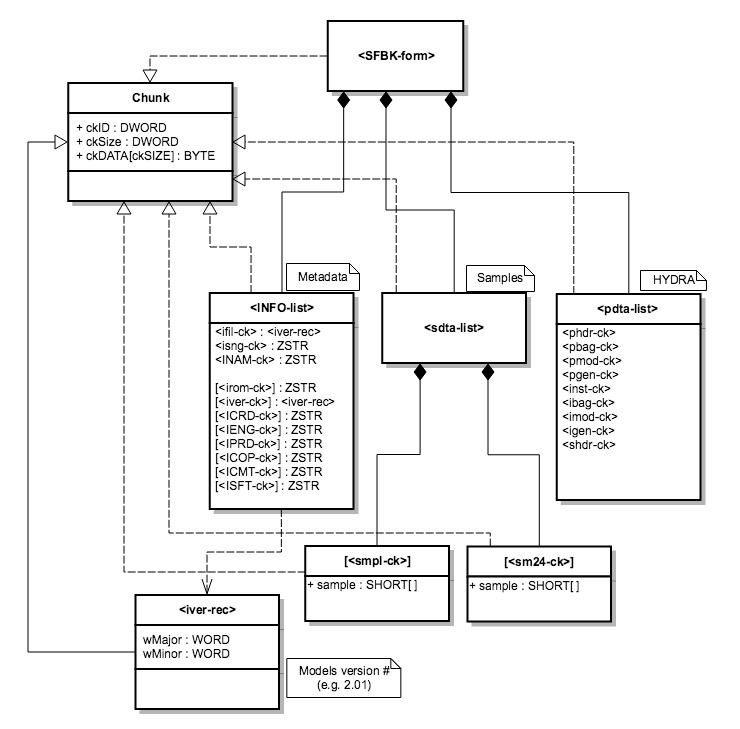 <SFBK-form>
Chunk
+ ckID : DWORD
+ ckSize : DWORD
+ ckDATA[ckSIZE] : BYTE
Metadata
Samples
HYDRA
<INFO-list>
<ifil-ck> : <iver-rec>
<isng-ck> : ZSTR
<INAM-ck> : ZSTR
[<irom-ck>] : ZSTR
[<iver-ck>] : <iver-rec>
[<ICRD-ck>] : ZSTR
[<IENG-ck>] : ZSTR
[<IPRD-ck>] : ZSTR
[<ICOP-ck>] : ZSTR
[<ICMT-ck>] : ZSTR
[<ISFT-ck>] : ZSTR
<sdta-list>
<pdta-list>
<phdr-ck>
<pbag-ck>
<pmod-ck>
<pgen-ck>
<inst-ck>
<ibag-ck>
<imod-ck>
<igen-ck>
<shdr-ck>
[<smpl-ck>]
+ sample : SHORT[ ]
[<sm24-ck>]
+ sample : SHORT[ ]
<iver-rec>
wMajor : WORD
wMinor : WORD
Models version #
(e.g. 2.01)